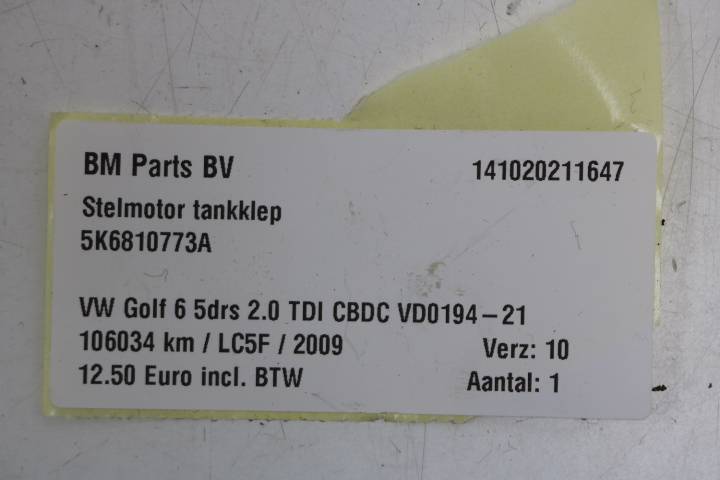 BM Parts BV 141020211647
Stelmotor tankklep
5K6810773A
VW Golf 6 5drs 2.0 TDI CBDC VD0194-21
106034 km / LC5F / 2009 Verz: 10
12.50 Euro incl. BTW Aantal: 1